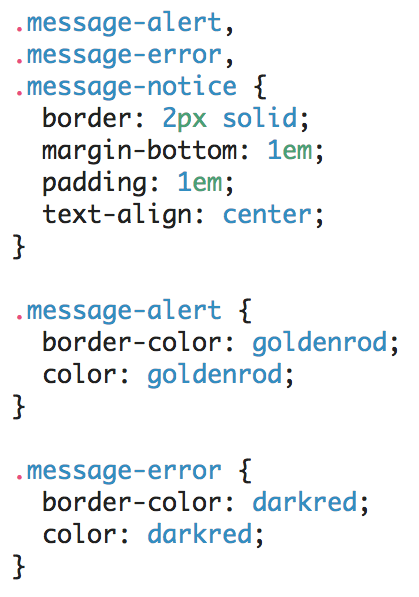 .message-alert,
.message-error,
.message-notice {
  border: 2px solid;
  margin-bottom: 1em;
  padding: 1em;
  text-align: center;
}

.message-alert {
  border-color: goldenrod;
  color: goldenrod;
}

.message-error {
  border-color: darkred;
  color: darkred;
}